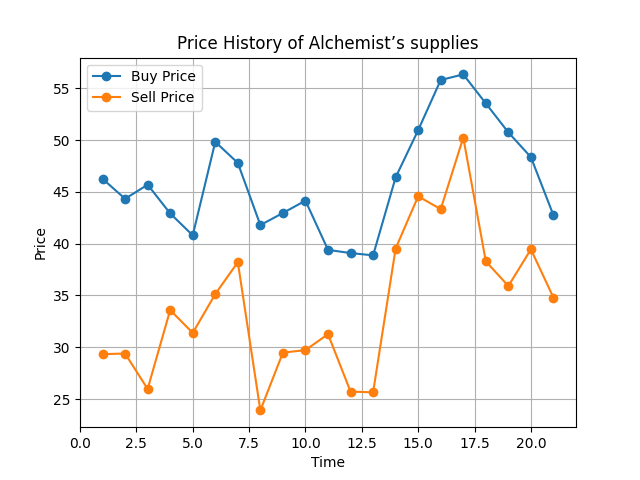 Price History of Alchemist’s supplies
Buy Price
Sell Price
55
50
45
40
35
30
25
Price
0.0 2.5 5.0 7.5 10.0 12.5 15.0 17.5 20.0
Time